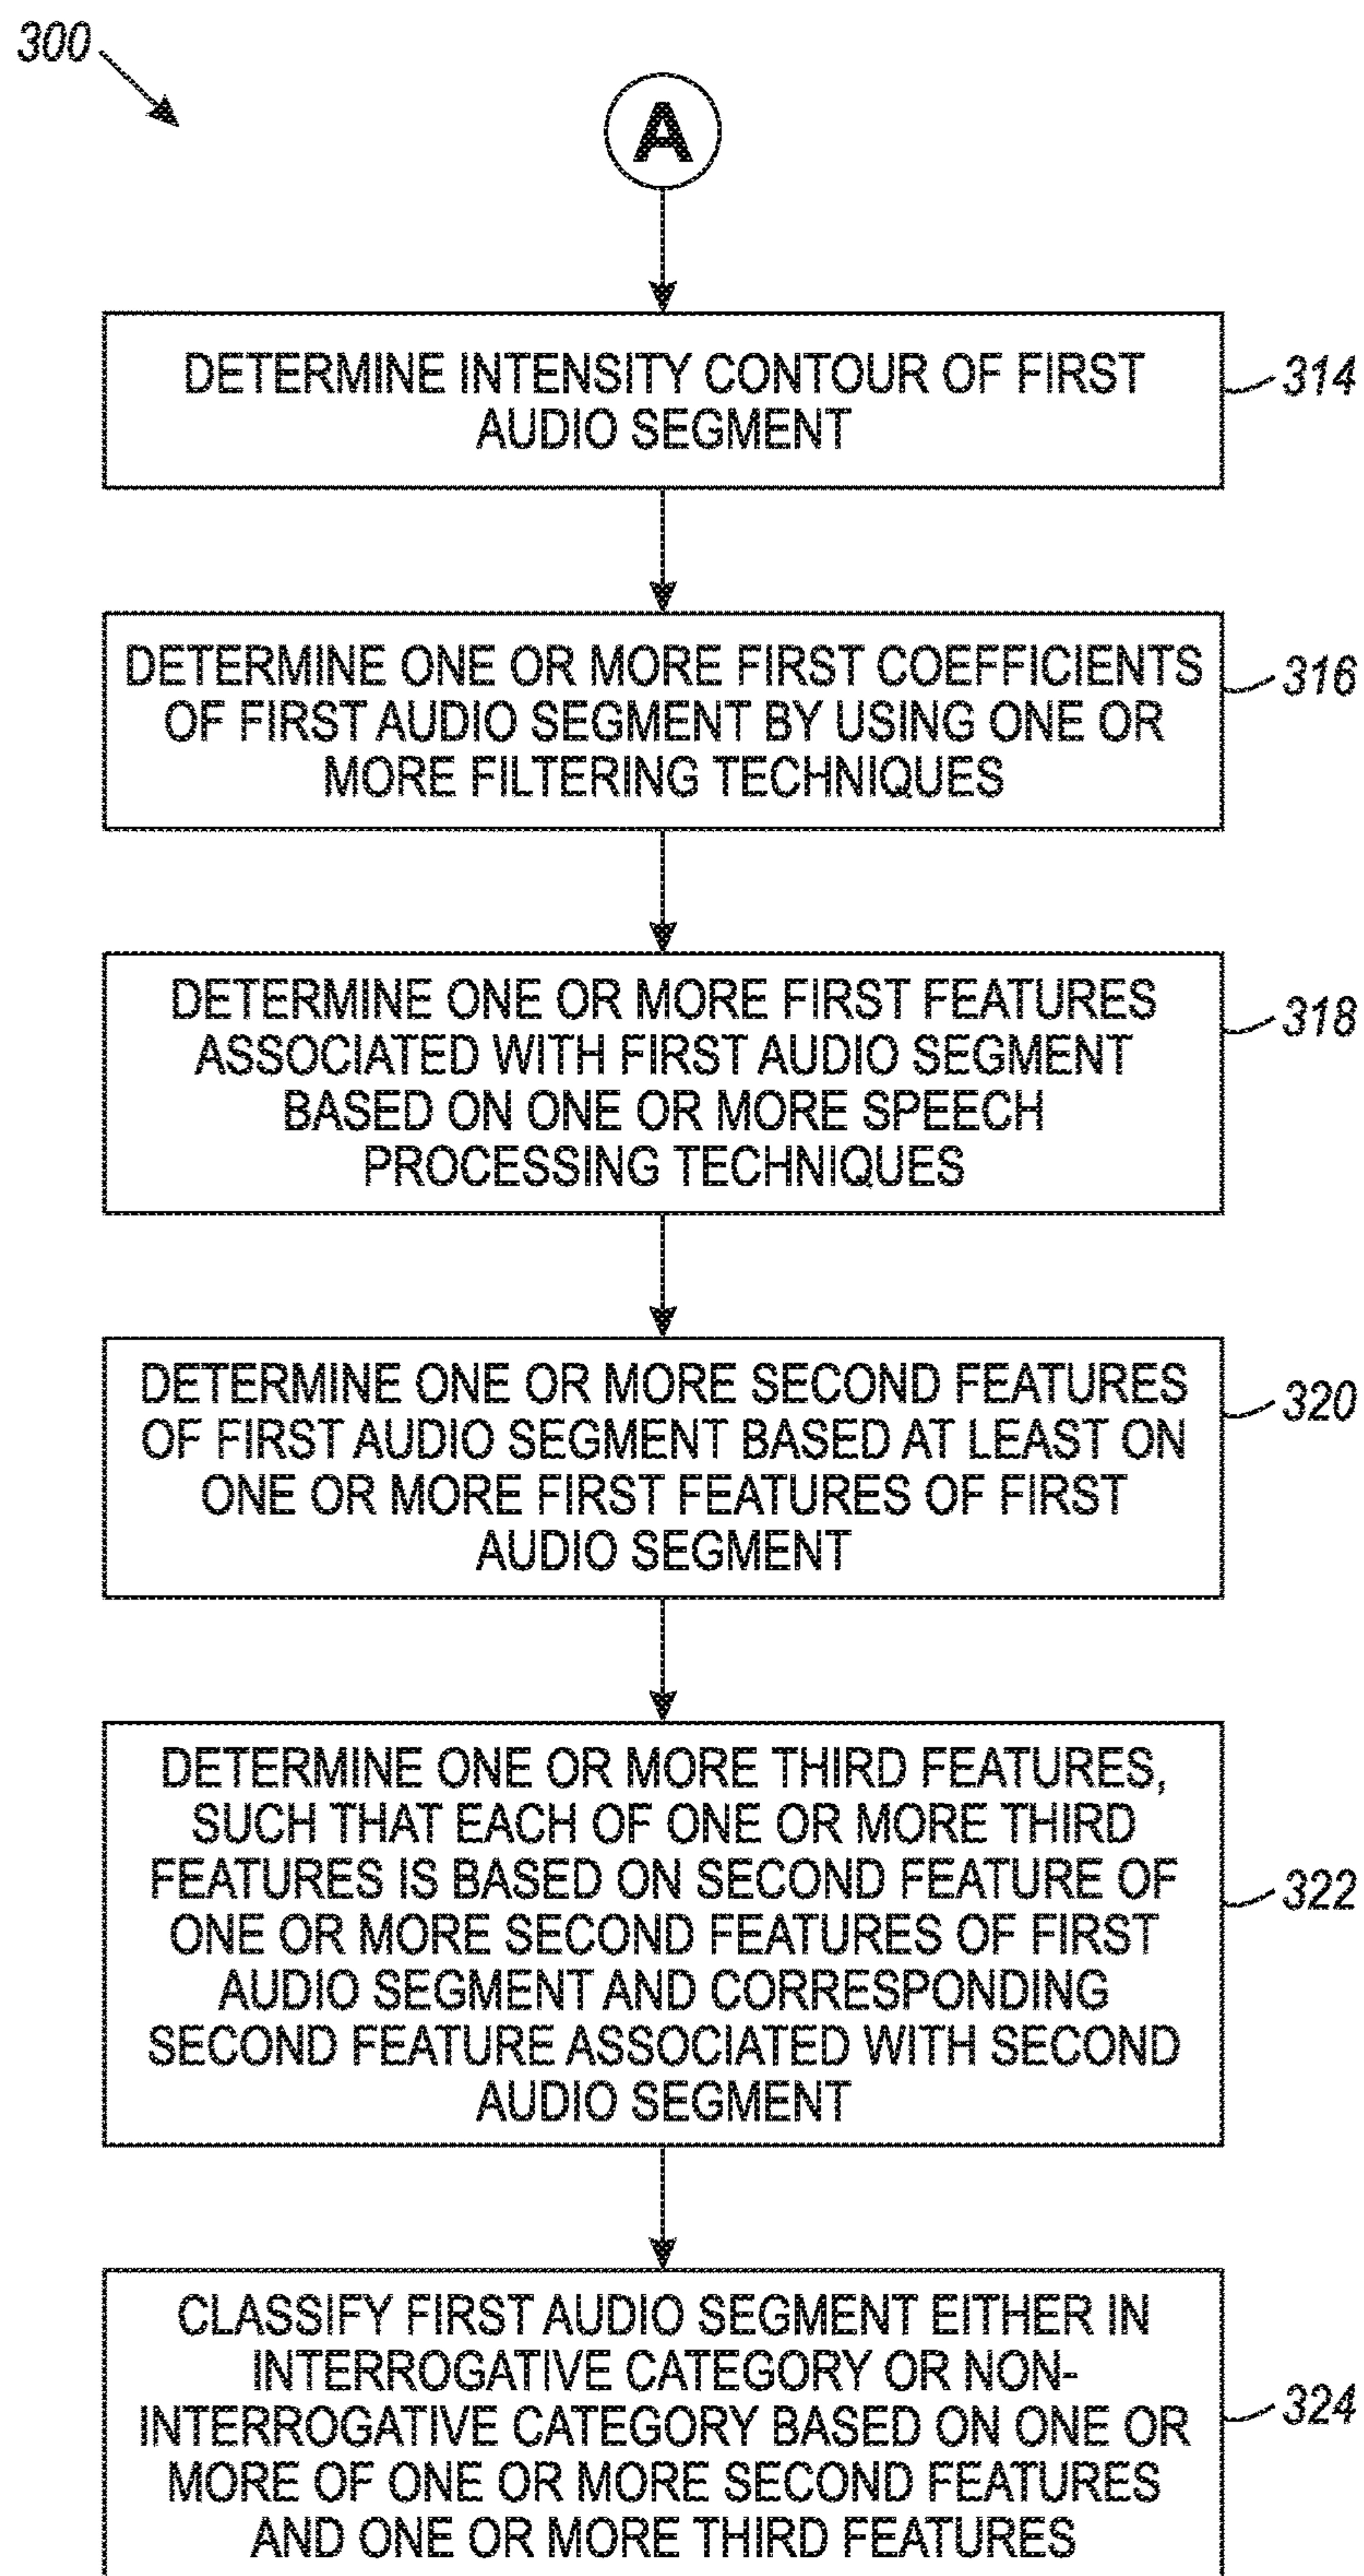 300
A
DETERMINE INTENSITY CONTOUR OF FIRST
AUDIO SEGMENT
314
DETERMINE ONE OR MORE FIRST COEFFICIENTS
OF FIRST AUDIO SEGMENT BY USING ONE OR
MORE FILTERING TECHNIQUES
316
DETERMINE ONE OR MORE FIRST FEATURES
ASSOCIATED WITH FIRST AUDIO SEGMENT
BASED ON ONE OR MORE SPEECH
PROCESSING TECHNIQUES
318
DETERMINE ONE OR MORE SECOND FEATURES
OF FIRST AUDIO SEGMENT BASED AT LEAST ON
ONE OR MORE FIRST FEATURES OF FIRST
AUDIO SEGMENT
320
DETERMINE ONE OR MORE THIRD FEATURES,
SUCH THAT EACH OF ONE OR MORE THIRD
FEATURES IS BASED ON SECOND FEATURE OF
ONE OR MORE SECOND FEATURES OF FIRST
AUDIO SEGMENT AND CORRESPONDING
SECOND FEATURE ASSOCIATED WITH SECOND
AUDIO SEGMENT
322
CLASSIFY FIRST AUDIO SEGMENT EITHER IN
INTERROGATIVE CATEGORY OR NON-
INTERROGATIVE CATEGORY BASED ON ONE OR
MORE OF ONE OR MORE SECOND FEATURES
AND ONE OR MORE THIRD FEATURES
324